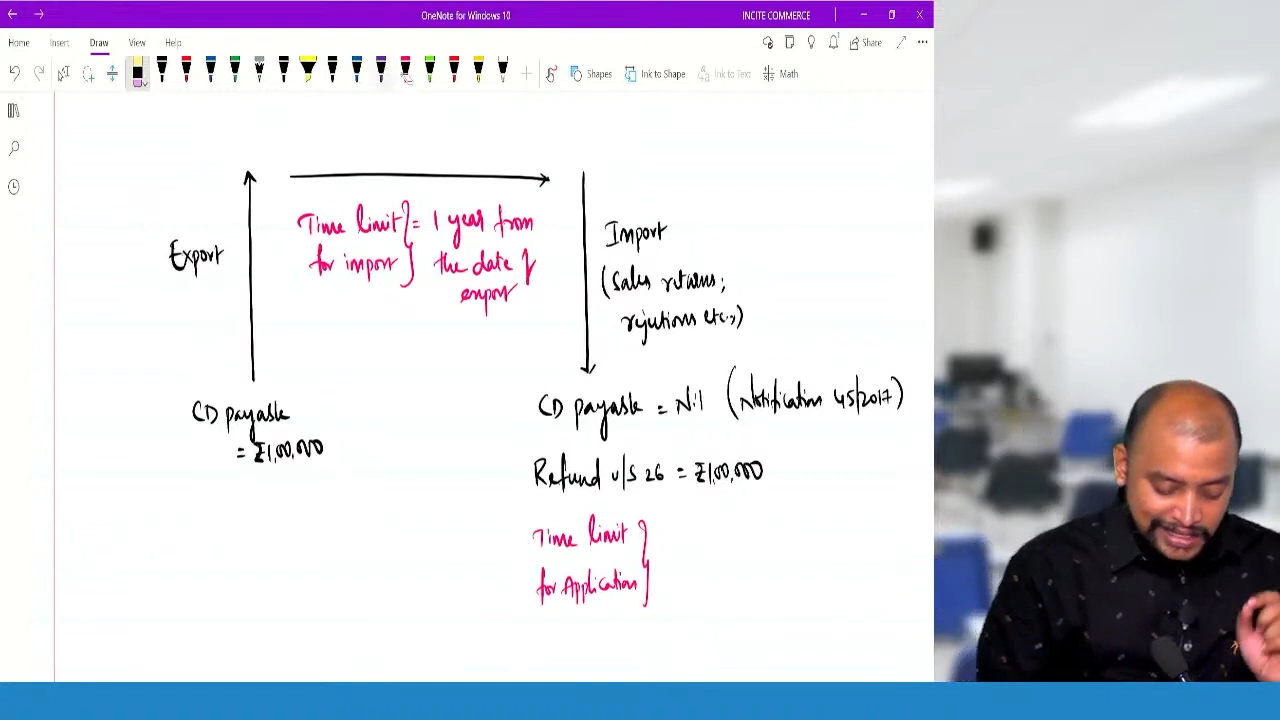 OneNote for Windows 10
INCITE COMMERCE
Home Insert Draw View Help
Share
Shapes Ink to Shape Ink to Text Math
Export
Time limit } = 1 year from
for import the date of
export
Import
(Sales returns;
rejections etc.,)
CD payable
= ₹1,00,000
CD payable = Nil (Notification 45/2017)
Refund u/s 26 = ₹1,00,000
Time limit }
for Application